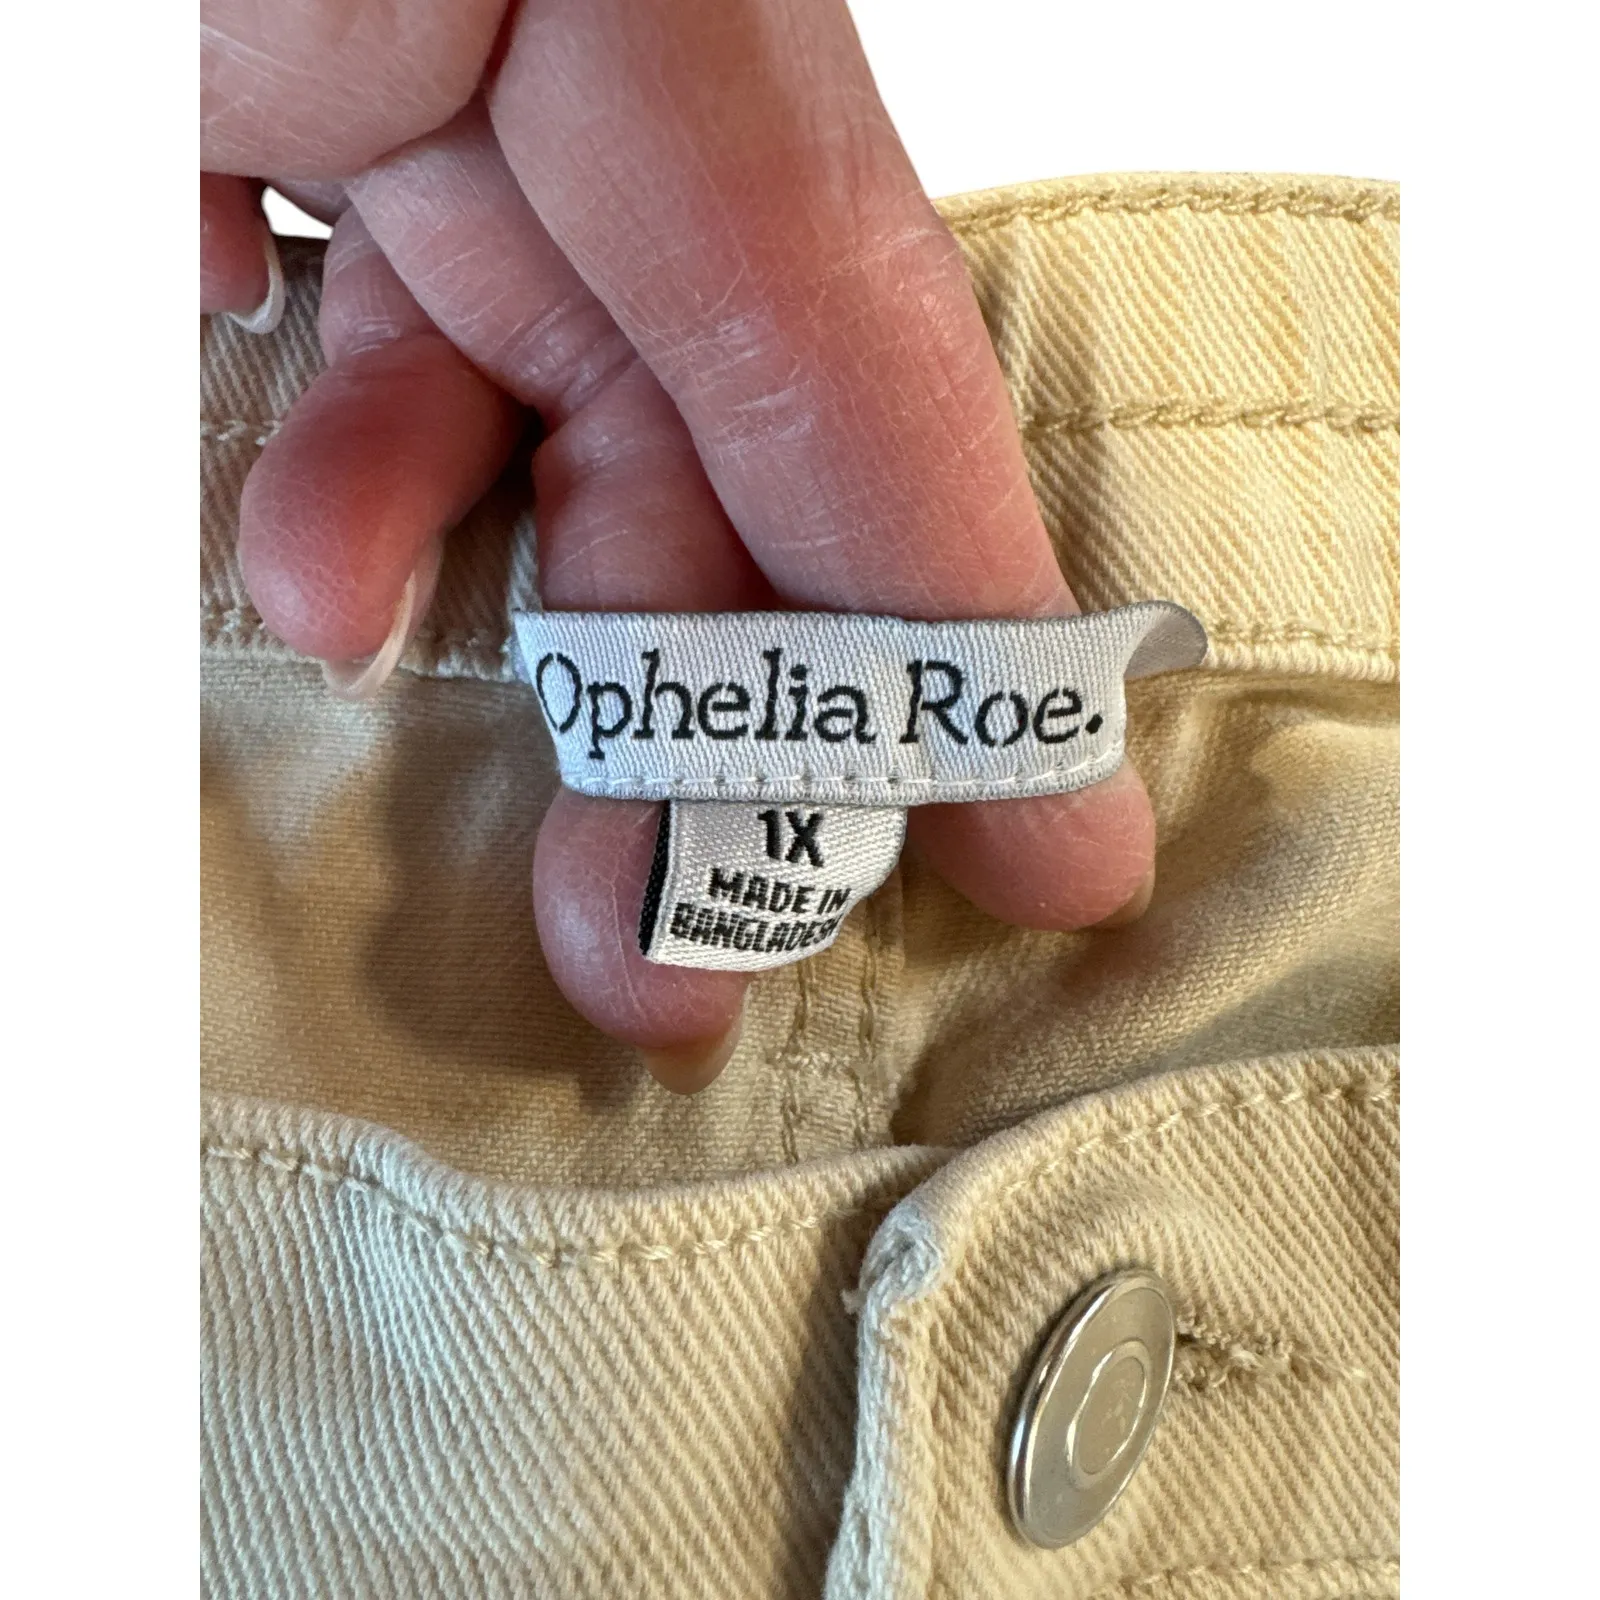 Ophelia Roe.
1X
MADE IN
BANGLADESH